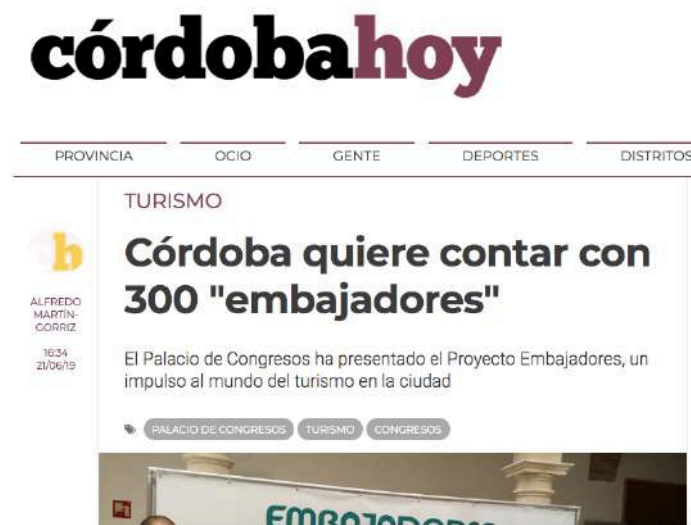 córdobahoy
PROVINCIA OCIO GENTE DEPORTES DISTRITOS
TURISMO
Córdoba quiere contar con
300 "embajadores"
h
ALFREDO
MARTÍN-
GORRIZ
16:34
21/06/19
El Palacio de Congresos ha presentado el Proyecto Embajadores, un
impulso al mundo del turismo en la ciudad
PALACIO DE CONGRESOS TURISMO CONGRESOS
EMBAJADORES